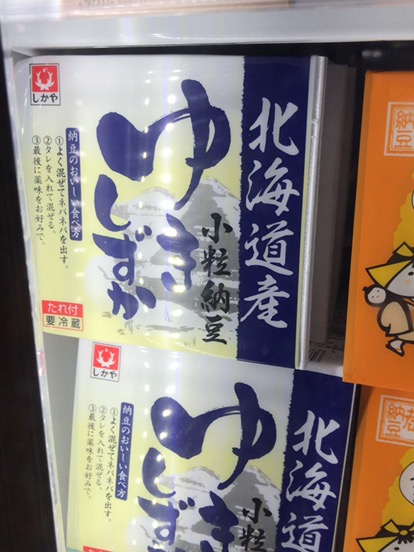 北海道産
ゆきしずか
小粒納豆
納豆のおいしい食べ方
①よく混ぜてネバネバを出す。
②タレを入れて混ぜる。
③最後に薬味をお好みで。
しかや
たれ付
要冷蔵
納豆
北海道産
ゆきしずか
小粒
納豆のおいしい食べ方
①よく混ぜてネバネバを出す。
②タレを入れて混ぜる。
③最後に薬味をお好みで。
しかや
納豆